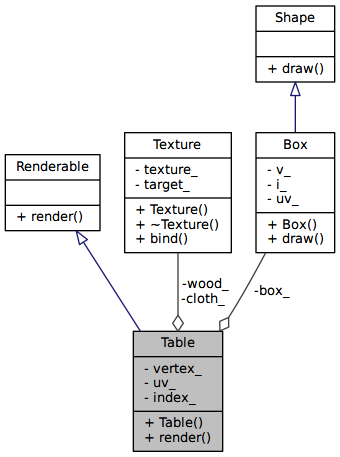 Shape
+ draw()
Texture
- texture_
- target_
+ Texture()
+ ~Texture()
+ bind()
Box
- v_
- i_
- uv_
+ Box()
+ draw()
Renderable
+ render()
-wood_
-cloth_
-box_
Table
- vertex_
- uv_
- index_
+ Table()
+ render()